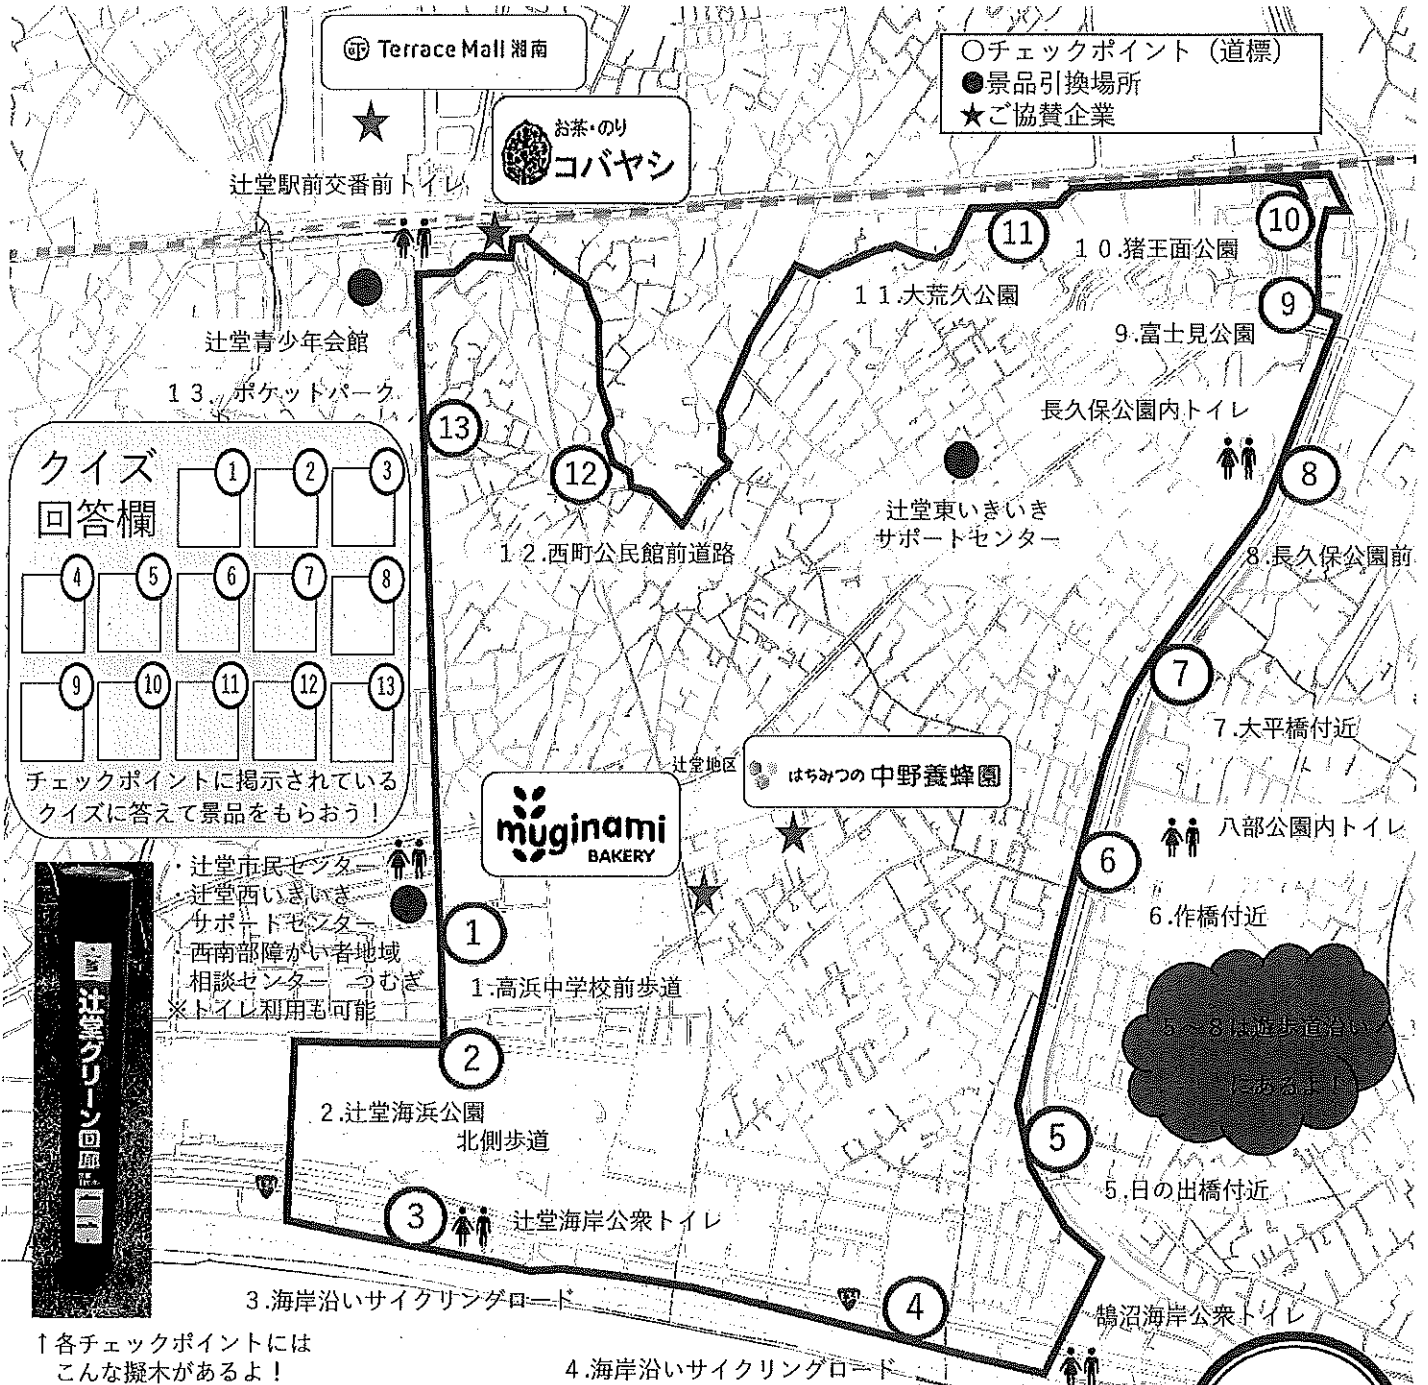 Terrace Mall 湘南
○チェックポイント（道標）
●景品引換場所
★ご協賛企業
お茶・のり
コバヤシ
辻堂駅前交番前トイレ
10
11
10.猪王面公園
11.大荒久公園
9
9.富士見公園
辻堂青少年会館
13. ポケットパーク
長久保公園内トイレ
13
12
8
辻堂東いきいき
サポートセンター
12.西町公民館前道路
8.長久保公園前
クイズ
回答欄
1
2
3
4
5
6
7
8
9
10
11
12
13
チェックポイントに掲示されている
クイズに答えて景品をもらおう！
7
7.大平橋付近
辻堂地区
はちみつの 中野養蜂園
muginami
BAKERY
八部公園内トイレ
6
6.作橋付近
・辻堂市民センター
・辻堂西いきいき
サポートセンター
・西南部障がい者地域
相談センター つむぎ
※トイレ利用も可能
1
1.高浜中学校前歩道
辻堂グリーン回廊
2
2.辻堂海浜公園
北側歩道
5～8は遊歩道沿い
にあるよ！
5
5.日の出橋付近
3
辻堂海岸公衆トイレ
3.海岸沿いサイクリングロード
134
134
4
鵠沼海岸公衆トイレ
↑各チェックポイントには
こんな擬木があるよ！
4.海岸沿いサイクリングロード